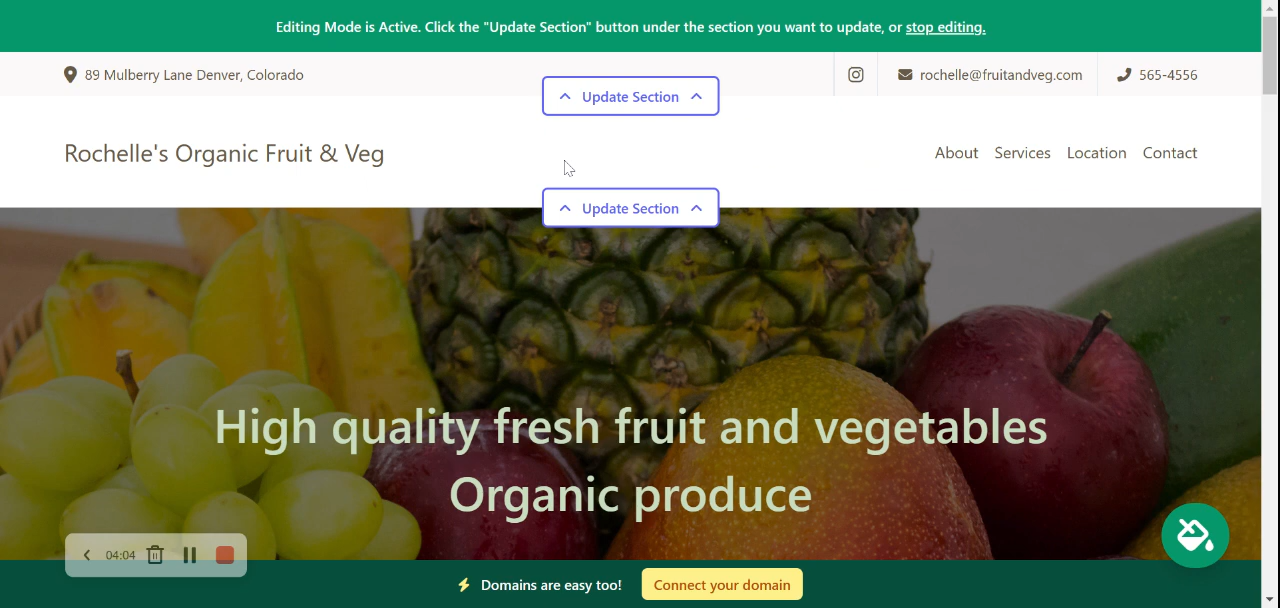 Editing Mode is Active. Click the "Update Section" button under the section you want to update, or stop editing.
89 Mulberry Lane Denver, Colorado
rochelle@fruitandveg.com
565-4556
Update Section
Rochelle's Organic Fruit & Veg
About Services Location Contact
Update Section
High quality fresh fruit and vegetables
Organic produce
04:04
Domains are easy too!
Connect your domain